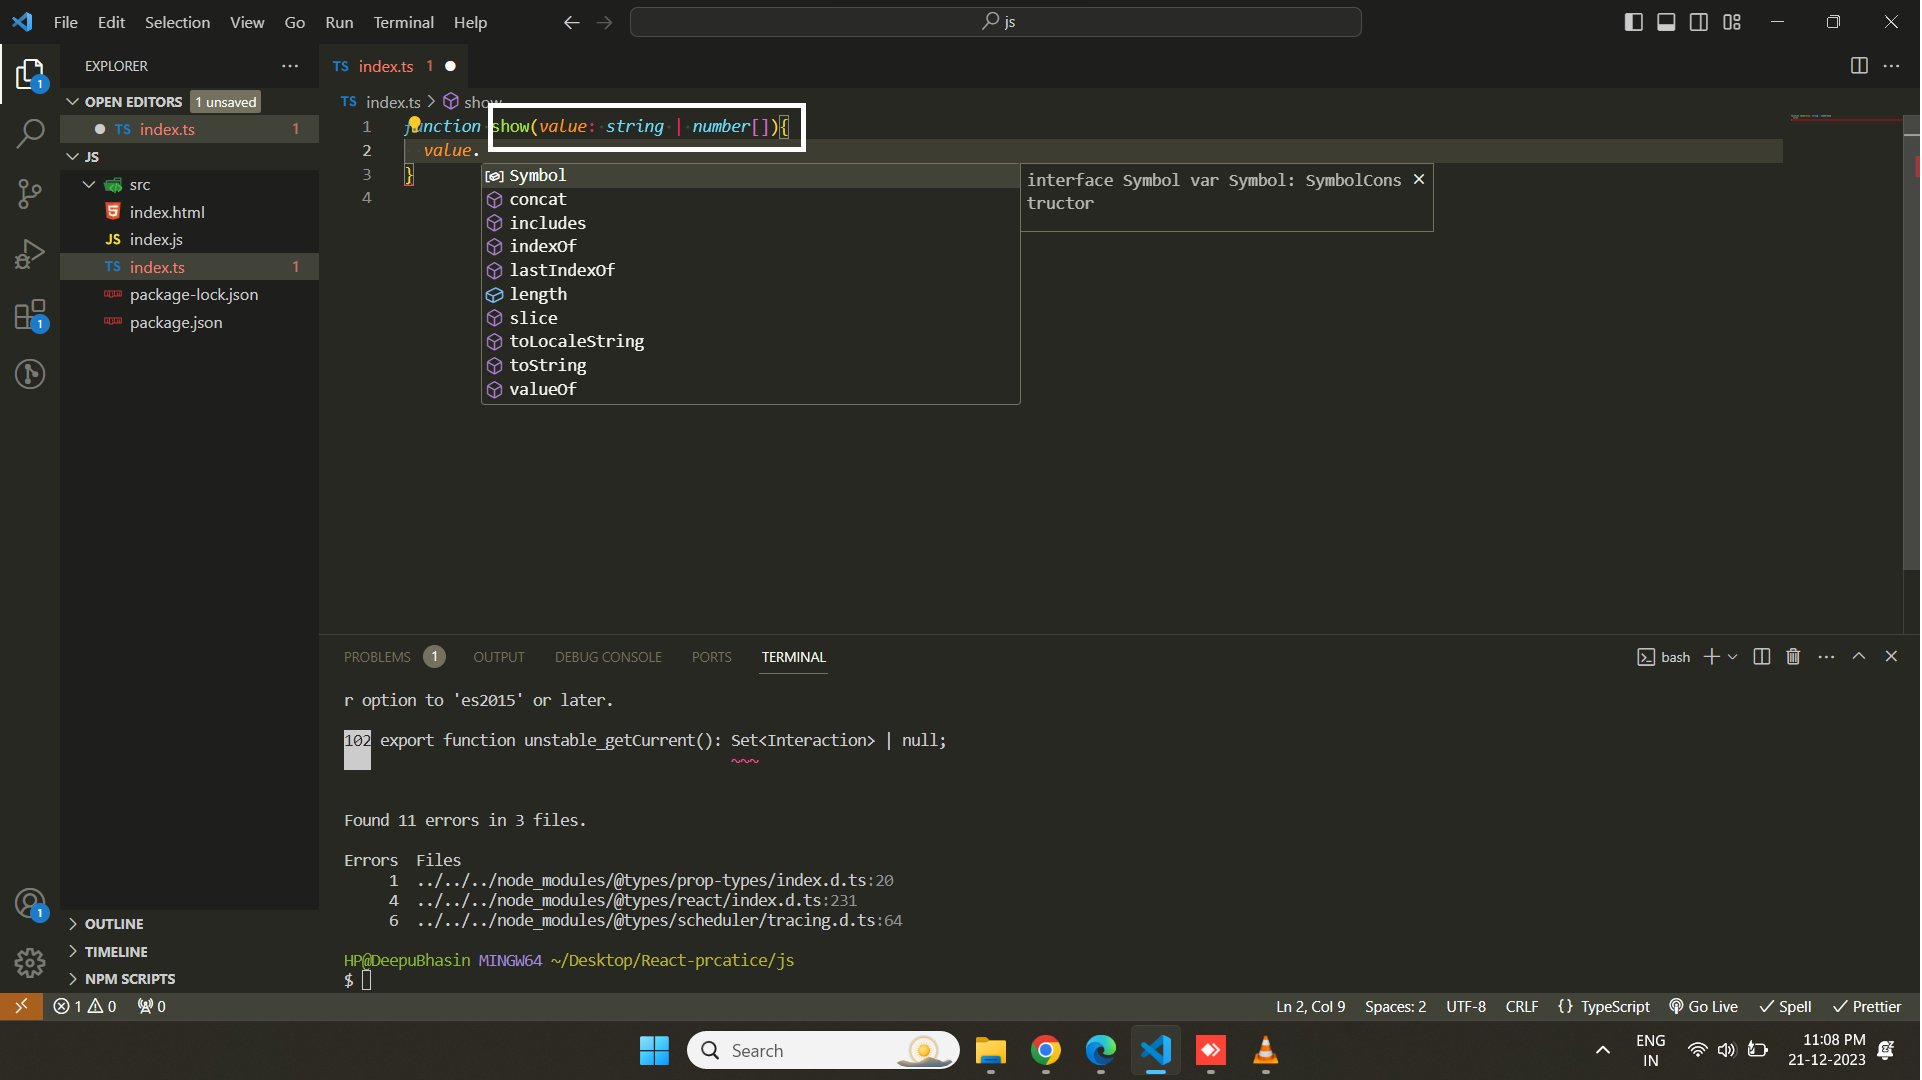 File Edit Selection View Go Run Terminal Help
js
EXPLORER
OPEN EDITORS 1 unsaved
TS index.ts 1
JS
src
index.html
JS index.js
TS index.ts 1
package-lock.json
package.json
OUTLINE
TIMELINE
NPM SCRIPTS
1
1
1
TS index.ts 1
TS index.ts > show
1 function show(value: string | number[]){
2 value.
3 }
4
Symbol
concat
includes
indexOf
lastIndexOf
length
slice
toLocaleString
toString
valueOf
interface Symbol var Symbol: SymbolCons
tructor
PROBLEMS 1 OUTPUT DEBUG CONSOLE PORTS TERMINAL
bash
r option to 'es2015' or later.
102 export function unstable_getCurrent(): Set<Interaction> | null;
~~~
Found 11 errors in 3 files.
Errors Files
1 ../../../node_modules/@types/prop-types/index.d.ts:20
4 ../../../node_modules/@types/react/index.d.ts:231
6 ../../../node_modules/@types/scheduler/tracing.d.ts:64
HP@DeepuBhasin MINGW64 ~/Desktop/React-prcatice/js
$
1 0 0
Ln 2, Col 9 Spaces: 2 UTF-8 CRLF {} TypeScript Go Live Spell Prettier
Search
ENG
IN
11:08 PM
21-12-2023